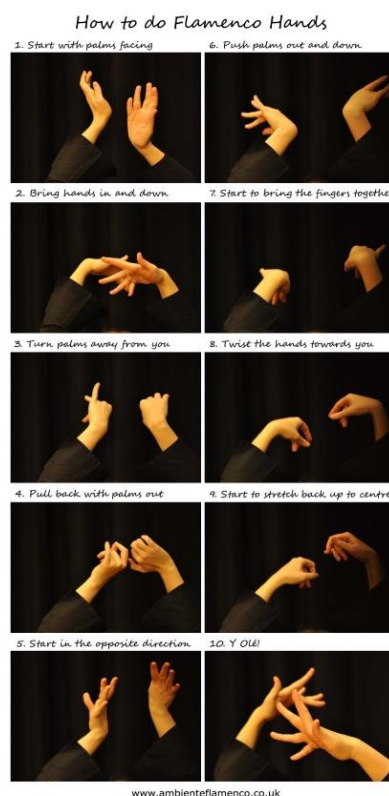 How to do Flamenco Hands
1. Start with palms facing
2. Bring hands in and down
3. Turn palms away from you
4. Pull back with palms out
5. Start in the opposite direction
6. Push palms out and down
7. Start to bring the fingers togethe
8. Twist the hands towards you
9. Start to stretch back up to centre
10. Y Olé!
www.ambienteflamenco.co.uk